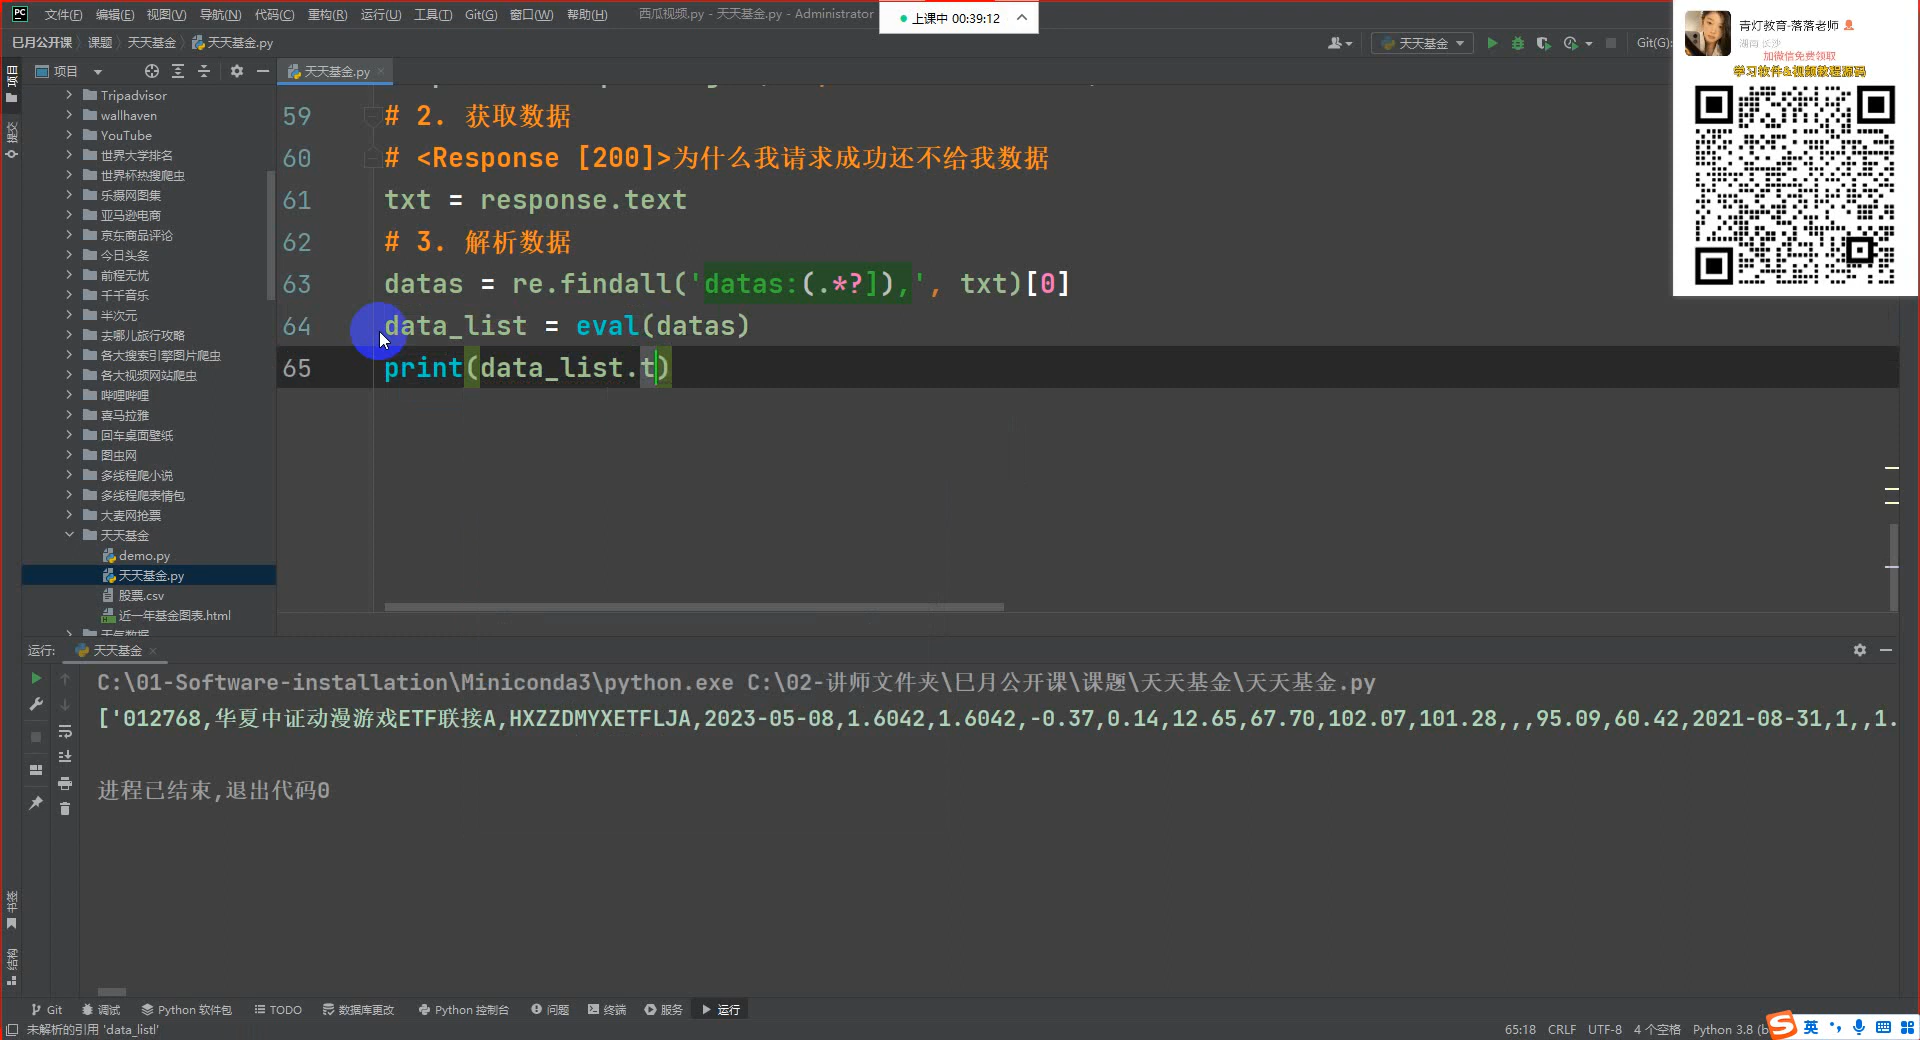 文件(F) 编辑(E) 视图(V) 导航(N) 代码(C) 重构(R) 运行(U) 工具(T) Git(G) 窗口(W) 帮助(H) 西瓜视频.py - 天天基金.py - Administrator
上课中 00:39:12
巳月公开课 课题 天天基金 天天基金.py
天天基金
Git(G):
青灯教育-落落老师
湖南 长沙
加微信免费领取
学习软件&视频教程源码
项目
项目
提交
天天基金.py
Tripadvisor
wallhaven
YouTube
世界大学排名
世界杯热搜爬虫
乐摄网图集
亚马逊电商
京东商品评论
今日头条
前程无忧
千千音乐
半次元
去哪儿旅行攻略
各大搜索引擎图片爬虫
各大视频网站爬虫
哔哩哔哩
喜马拉雅
回车桌面壁纸
图虫网
多线程爬小说
多线程爬表情包
大麦网抢票
天天基金
demo.py
天天基金.py
股票.csv
近一年基金图表.html
天气数据
59 # 2. 获取数据
60 # <Response [200]>为什么我请求成功还不给我数据
61 txt = response.text
62 # 3. 解析数据
63 datas = re.findall('datas:(.*?]),', txt)[0]
64 data_list = eval(datas)
65 print(data_list.t)
运行: 天天基金
C:\01-Software-installation\Miniconda3\python.exe C:\02-讲师文件夹\巳月公开课\课题\天天基金\天天基金.py
['012768,华夏中证动漫游戏ETF联接A,HXZZDMYXETFLJA,2023-05-08,1.6042,1.6042,-0.37,0.14,12.65,67.70,102.07,101.28,,,95.09,60.42,2021-08-31,1,,1.
进程已结束,退出代码0
书签
结构
Git 调试 Python 软件包 TODO 数据库更改 Python 控制台 问题 终端 服务 运行
未解析的引用 'data_listl'
65:18 CRLF UTF-8 4 个空格 Python 3.8 (b
英